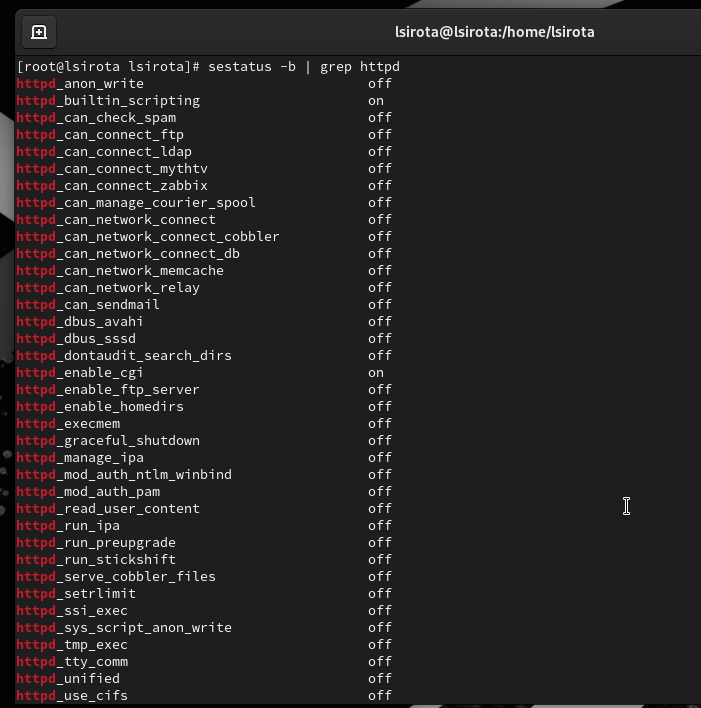 lsirota@lsirota:/home/lsirota
[root@lsirota lsirota]# sestatus -b | grep httpd
httpd_anon_write off
httpd_builtin_scripting on
httpd_can_check_spam off
httpd_can_connect_ftp off
httpd_can_connect_ldap off
httpd_can_connect_mythtv off
httpd_can_connect_zabbix off
httpd_can_manage_courier_spool off
httpd_can_network_connect off
httpd_can_network_connect_cobbler off
httpd_can_network_connect_db off
httpd_can_network_memcache off
httpd_can_network_relay off
httpd_can_sendmail off
httpd_dbus_avahi off
httpd_dbus_sssd off
httpd_dontaudit_search_dirs off
httpd_enable_cgi on
httpd_enable_ftp_server off
httpd_enable_homedirs off
httpd_execmem off
httpd_graceful_shutdown off
httpd_manage_ipa off
httpd_mod_auth_ntlm_winbind off
httpd_mod_auth_pam off
httpd_read_user_content off
httpd_run_ipa off
httpd_run_preupgrade off
httpd_run_stickshift off
httpd_serve_cobbler_files off
httpd_setrlimit off
httpd_ssi_exec off
httpd_sys_script_anon_write off
httpd_tmp_exec off
httpd_tty_comm off
httpd_unified off
httpd_use_cifs off